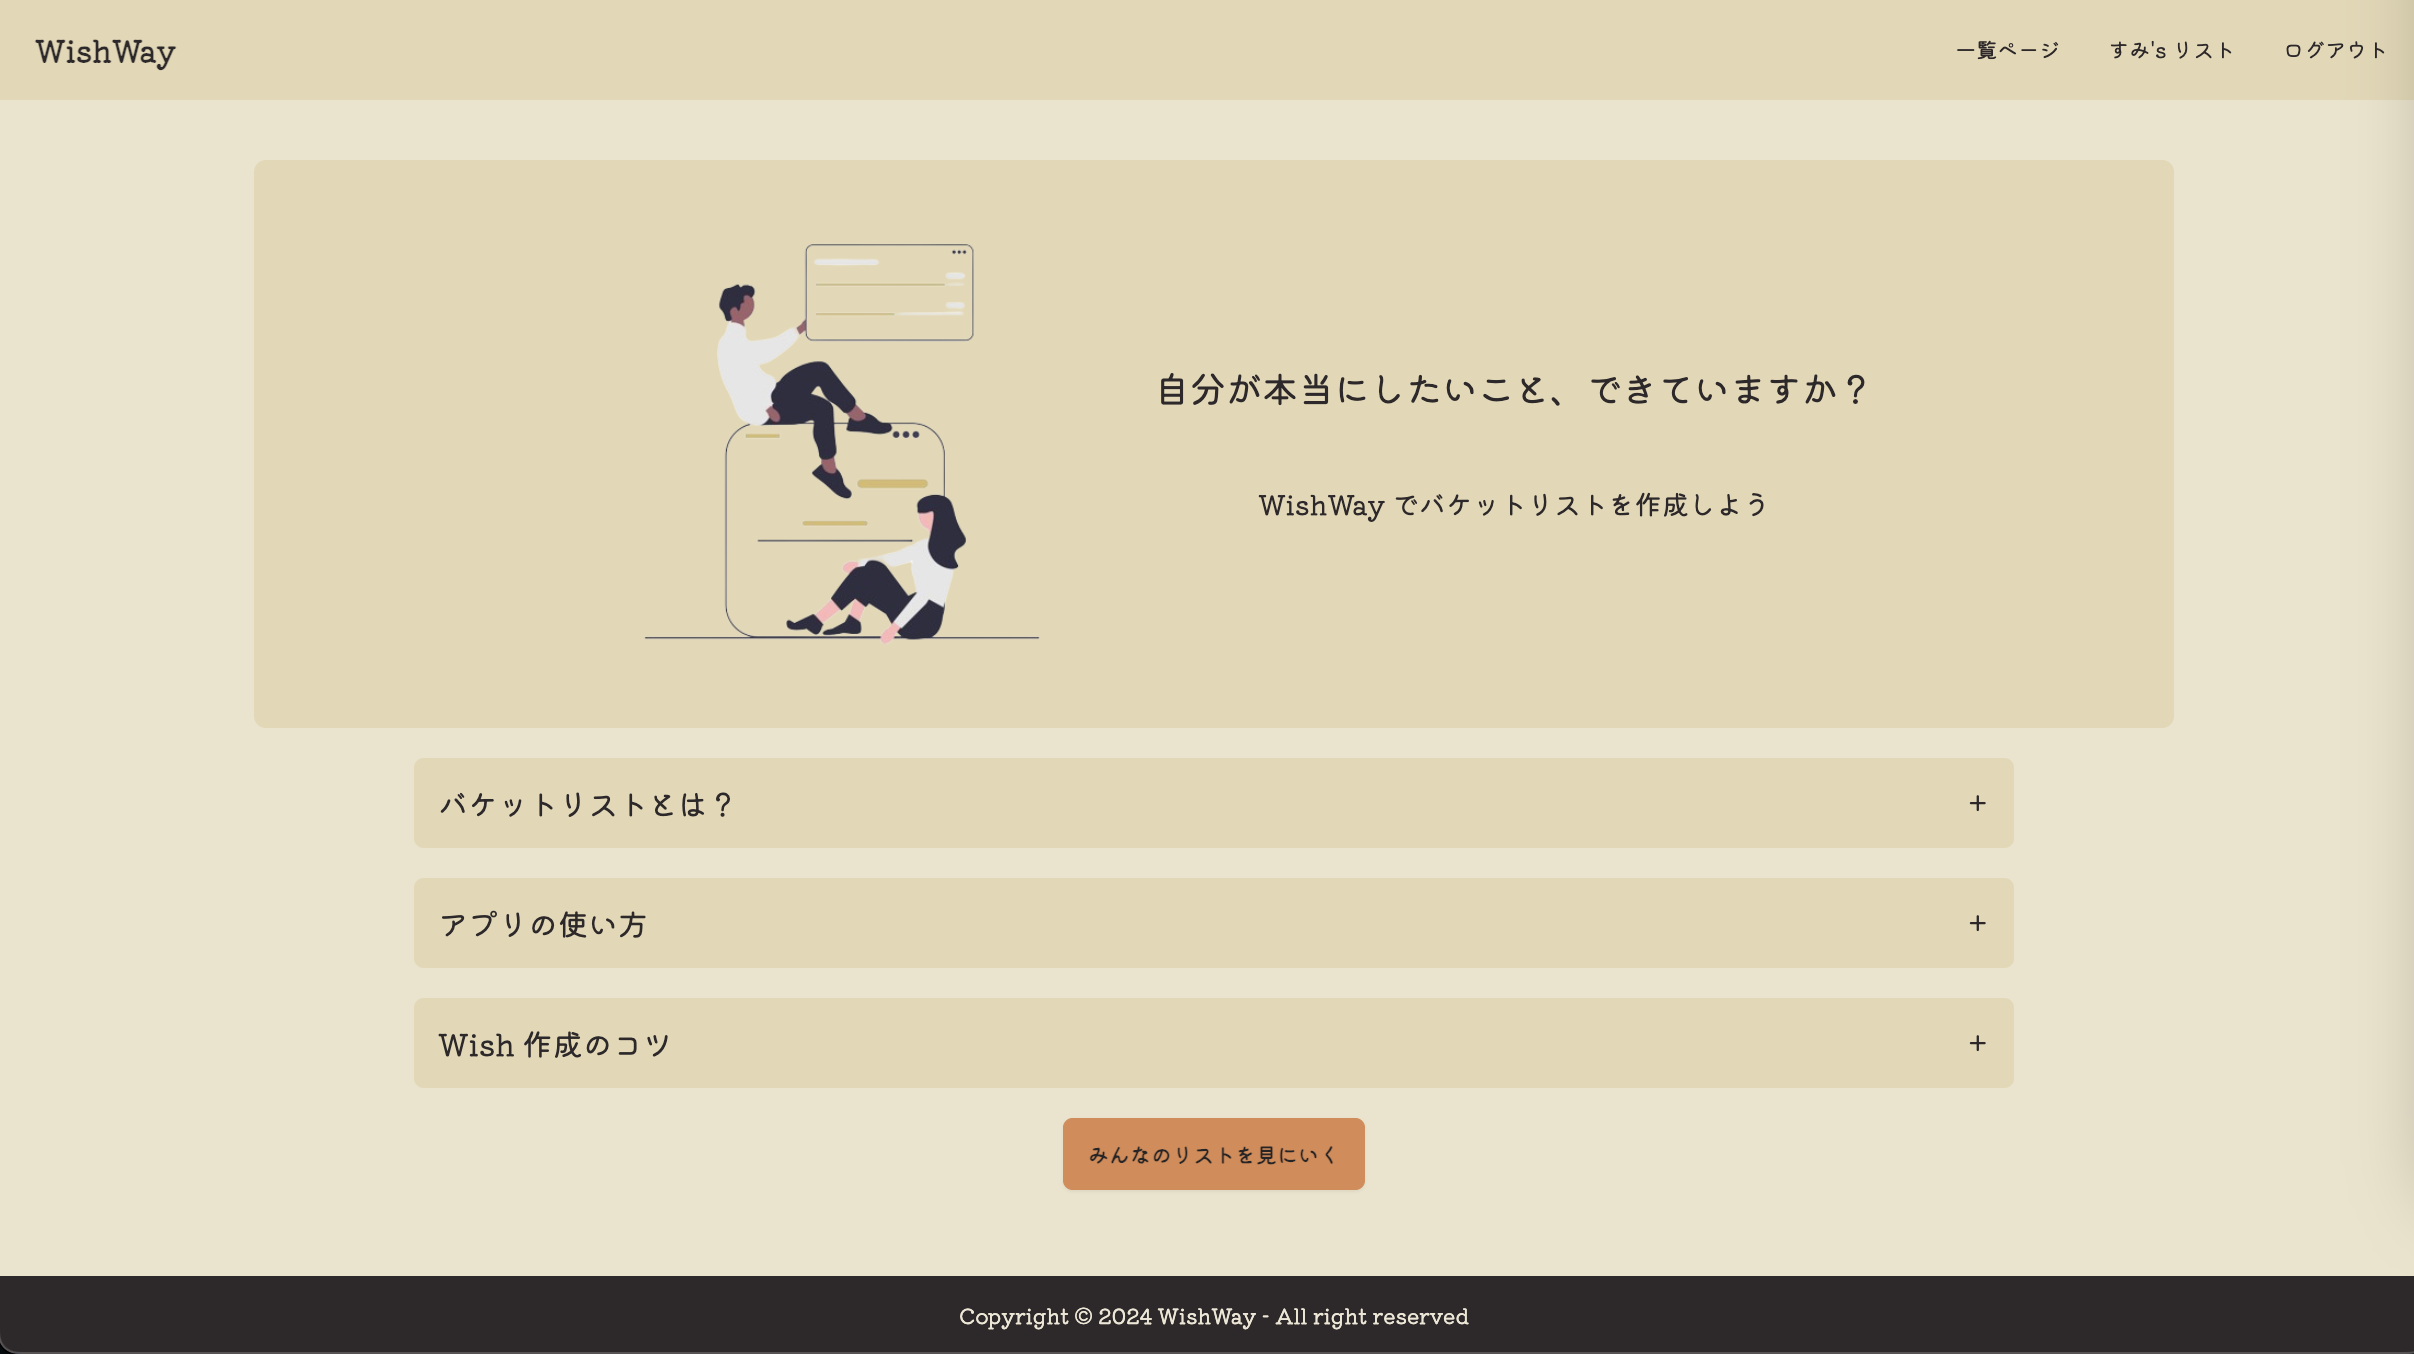 WishWay
一覧ページ
すみ's リスト
ログアウト
自分が本当にしたいこと、できていますか？
WishWay でバケットリストを作成しよう
バケットリストとは？
+
アプリの使い方
+
Wish 作成のコツ
+
みんなのリストを見にいく
Copyright © 2024 WishWay - All right reserved